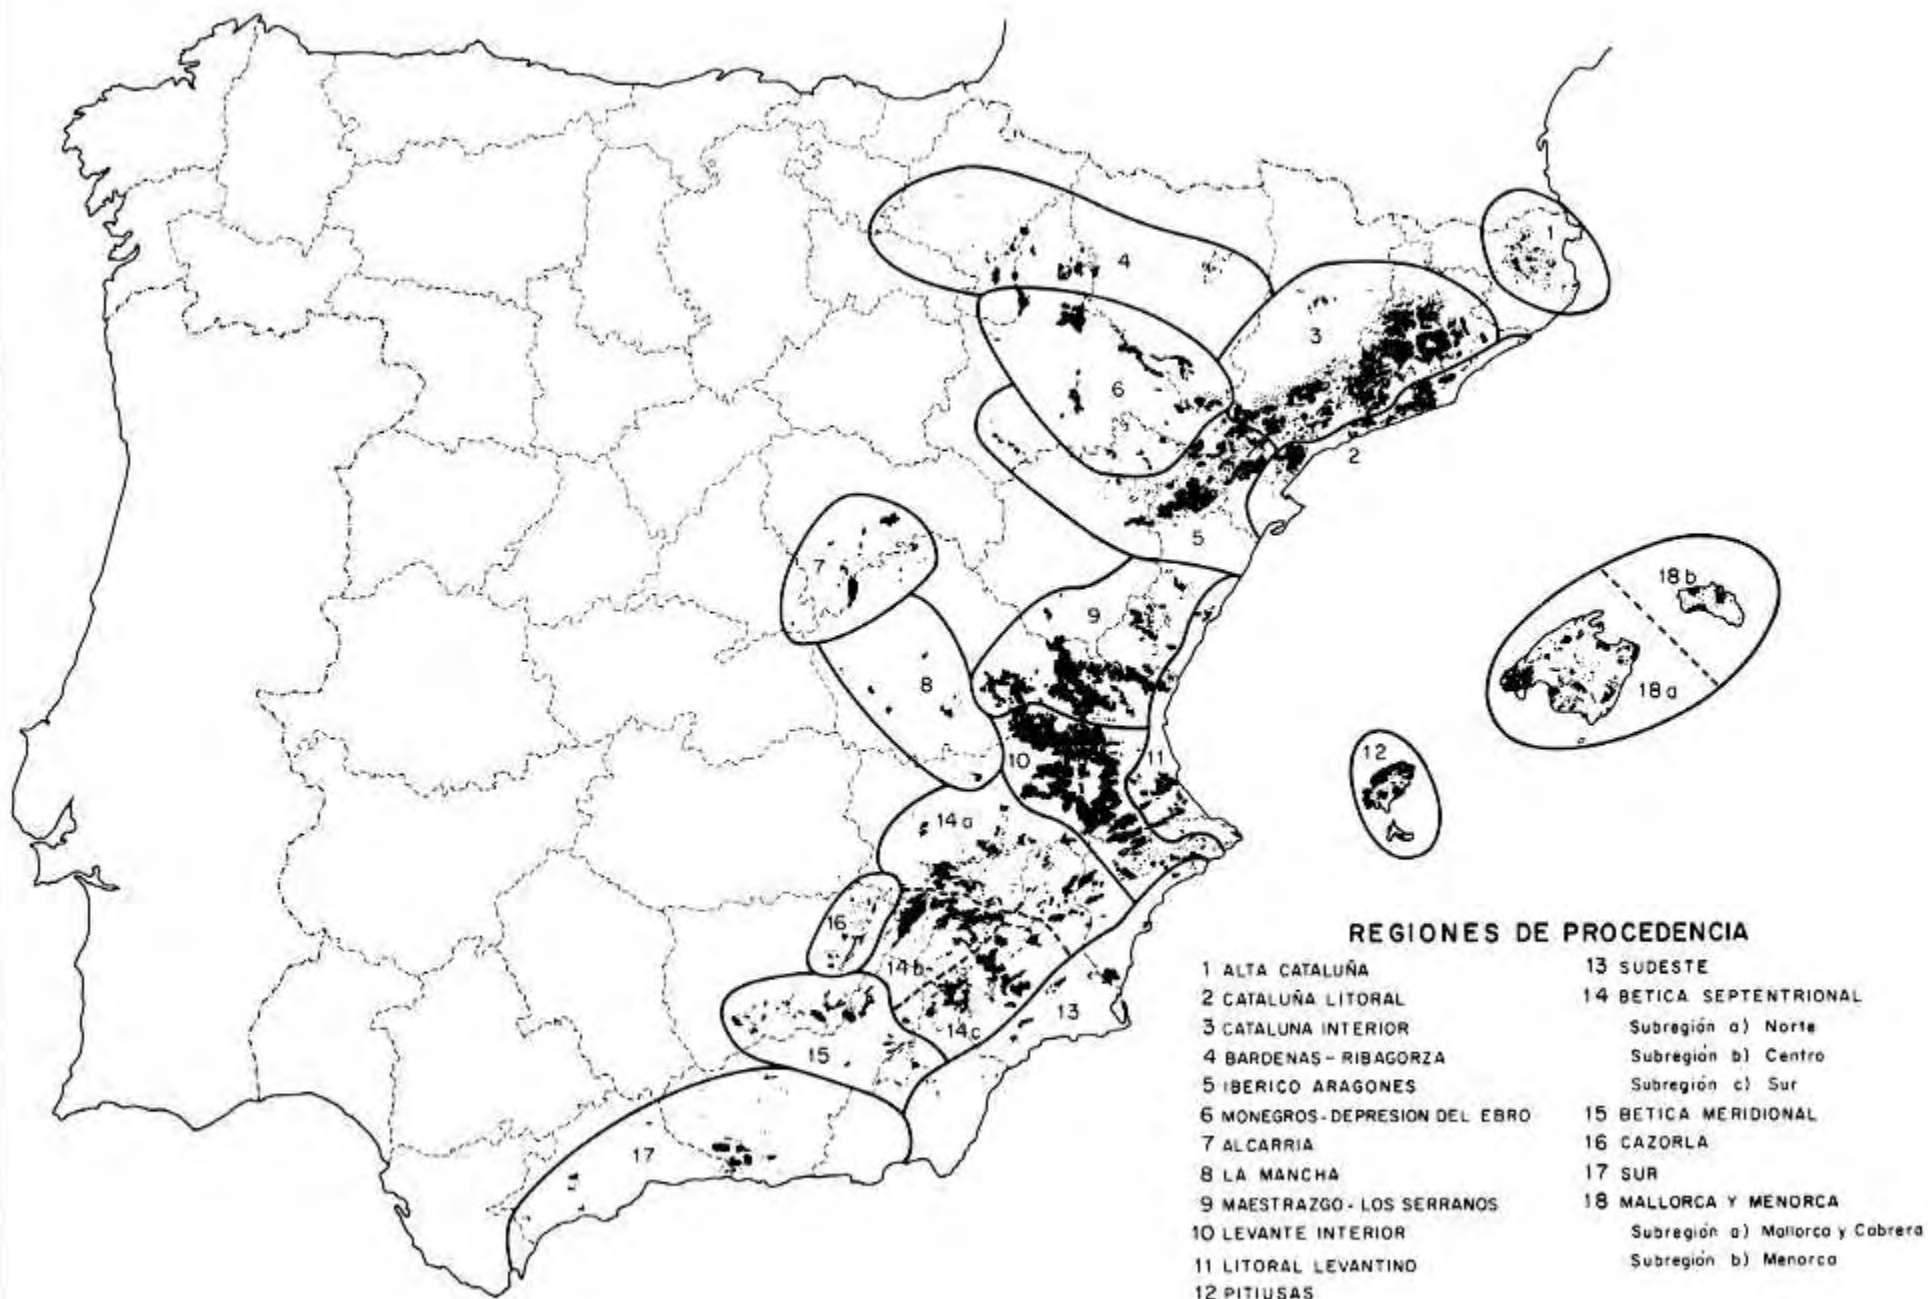 1
4
3
6
2
5
7
18 b
9
8
18 a
12
10
11
14 a
16
14 b
13
14 c
15
17
REGIONES DE PROCEDENCIA
1 ALTA CATALUÑA
2 CATALUÑA LITORAL
3 CATALUNA INTERIOR
4 BARDENAS - RIBAGORZA
5 IBERICO ARAGONES
6 MONEGROS - DEPRESION DEL EBRO
7 ALCARRIA
8 LA MANCHA
9 MAESTRAZGO - LOS SERRANOS
10 LEVANTE INTERIOR
11 LITORAL LEVANTINO
12 PITIUSAS
13 SUDESTE
14 BETICA SEPTENTRIONAL
Subregión a) Norte
Subregión b) Centro
Subregión c) Sur
15 BETICA MERIDIONAL
16 CAZORLA
17 SUR
18 MALLORCA Y MENORCA
Subregión a) Mallorca y Cabrera
Subregión b) Menorca